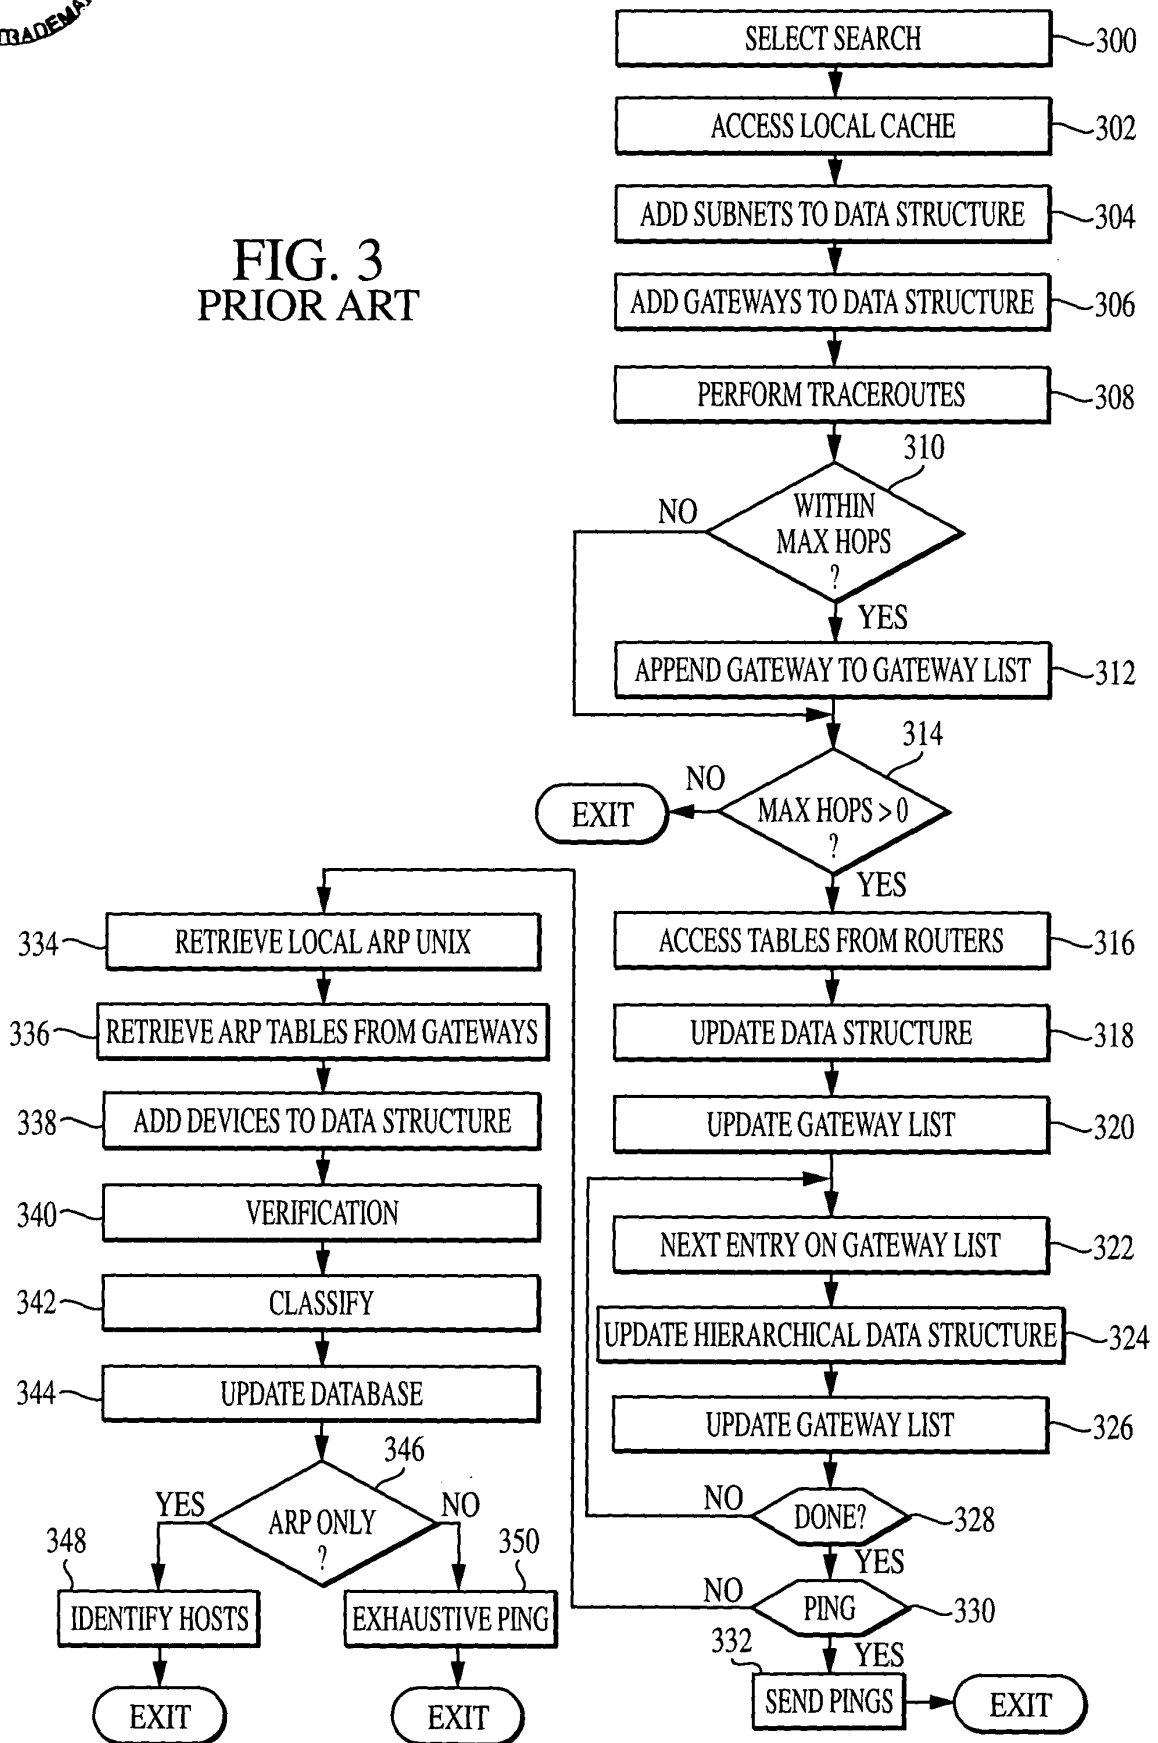 TRADEMA
FIG. 3
PRIOR ART
SELECT SEARCH
300
ACCESS LOCAL CACHE
302
ADD SUBNETS TO DATA STRUCTURE
304
ADD GATEWAYS TO DATA STRUCTURE
306
PERFORM TRACEROUTES
308
310
WITHIN
MAX HOPS
?
NO
YES
APPEND GATEWAY TO GATEWAY LIST
312
314
MAX HOPS > 0
?
NO
EXIT
YES
ACCESS TABLES FROM ROUTERS
316
UPDATE DATA STRUCTURE
318
UPDATE GATEWAY LIST
320
NEXT ENTRY ON GATEWAY LIST
322
UPDATE HIERARCHICAL DATA STRUCTURE
324
UPDATE GATEWAY LIST
326
NO
DONE?
328
YES
NO
PING
330
YES
332
SEND PINGS
EXIT
334
RETRIEVE LOCAL ARP UNIX
336
RETRIEVE ARP TABLES FROM GATEWAYS
338
ADD DEVICES TO DATA STRUCTURE
340
VERIFICATION
342
CLASSIFY
344
UPDATE DATABASE
346
YES
ARP ONLY
?
NO
348
IDENTIFY HOSTS
350
EXHAUSTIVE PING
EXIT
EXIT